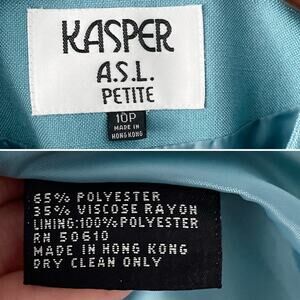 KASPER
A.S.L.
PETITE
10P
MADE IN
HONG KONG
65% POLYESTER
35% VISCOSE RAYON
LINING:100% POLYESTER
RN 50610
MADE IN HONG KONG
DRY CLEAN ONLY